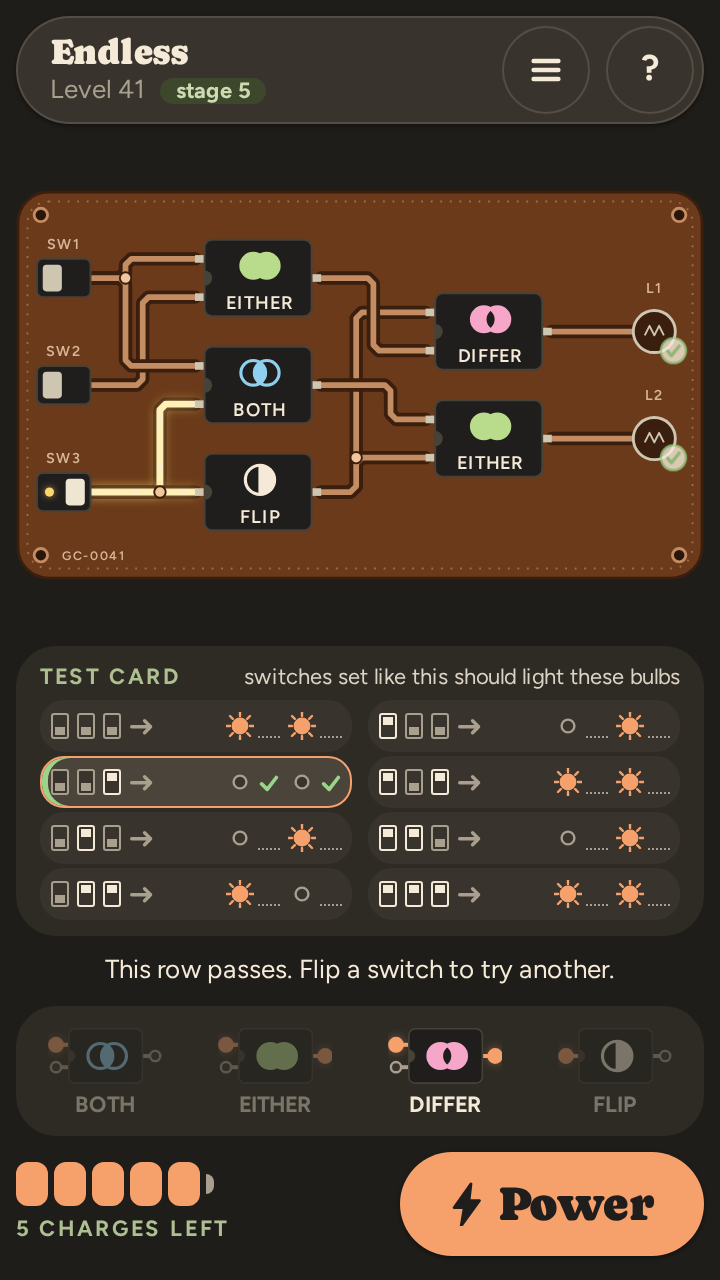 Endless
Level 41 stage 5
?
SW1
EITHER
L1
DIFFER
SW2
BOTH
L2
EITHER
SW3
FLIP
GC-0041
TEST CARD switches set like this should light these bulbs
This row passes. Flip a switch to try another.
BOTH EITHER DIFFER FLIP
5 CHARGES LEFT
Power